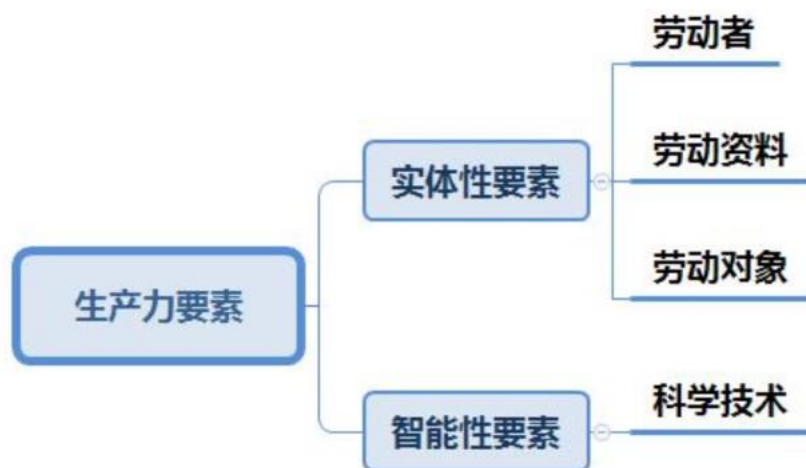 生产力要素
实体性要素
劳动者
劳动资料
劳动对象
智能性要素
科学技术